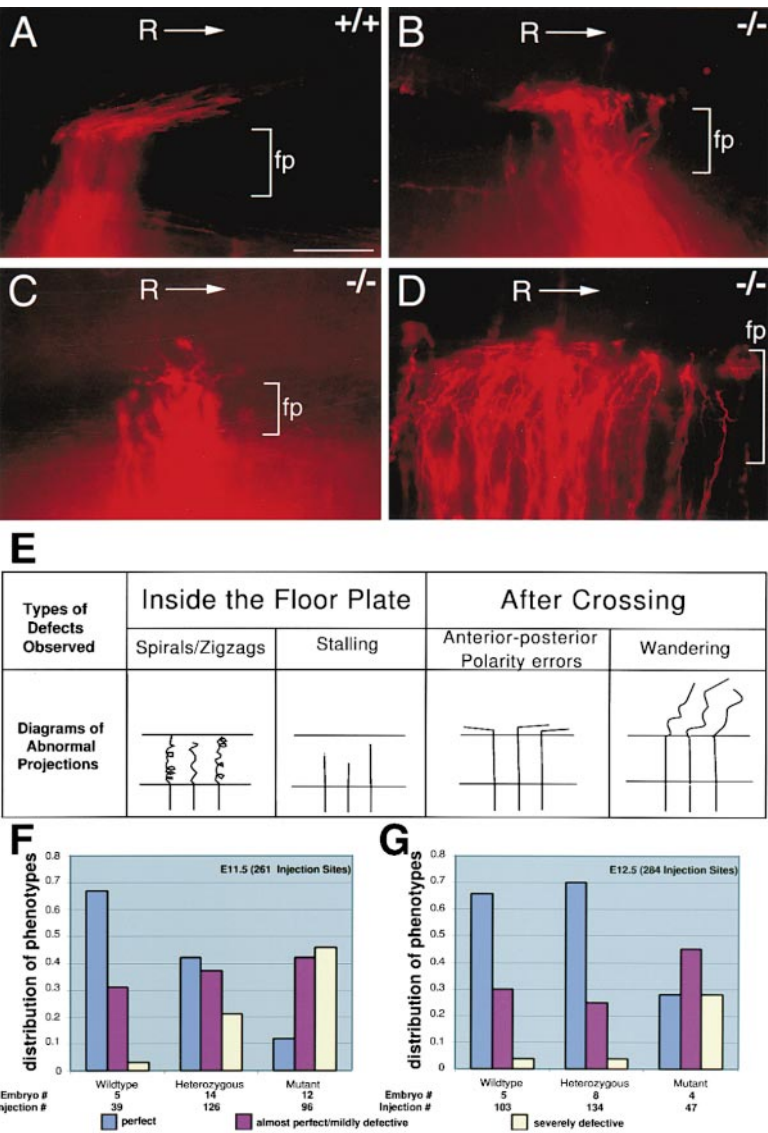 A R +/+
fp
B R -/-
fp
C R -/-
fp
D R -/-
fp
E
Types of Defects Observed
Inside the Floor Plate
After Crossing
Spirals/Zigzags
Stalling
Anterior-posterior Polarity errors
Wandering
Diagrams of Abnormal Projections
F
distribution of phenotypes
E11.5 (261 Injection Sites)
0.8
0.7
0.6
0.5
0.4
0.3
0.2
0.1
0
Wildtype Heterozygous Mutant
Embryo # 5 14 12
njection # 39 126 96
G
distribution of phenotypes
E12.5 (284 Injection Sites)
0.8
0.7
0.6
0.5
0.4
0.3
0.2
0.1
0
Wildtype Heterozygous Mutant
Embryo # 5 8 4
Injection # 103 134 47
perfect
almost perfect/mildly defective
severely defective